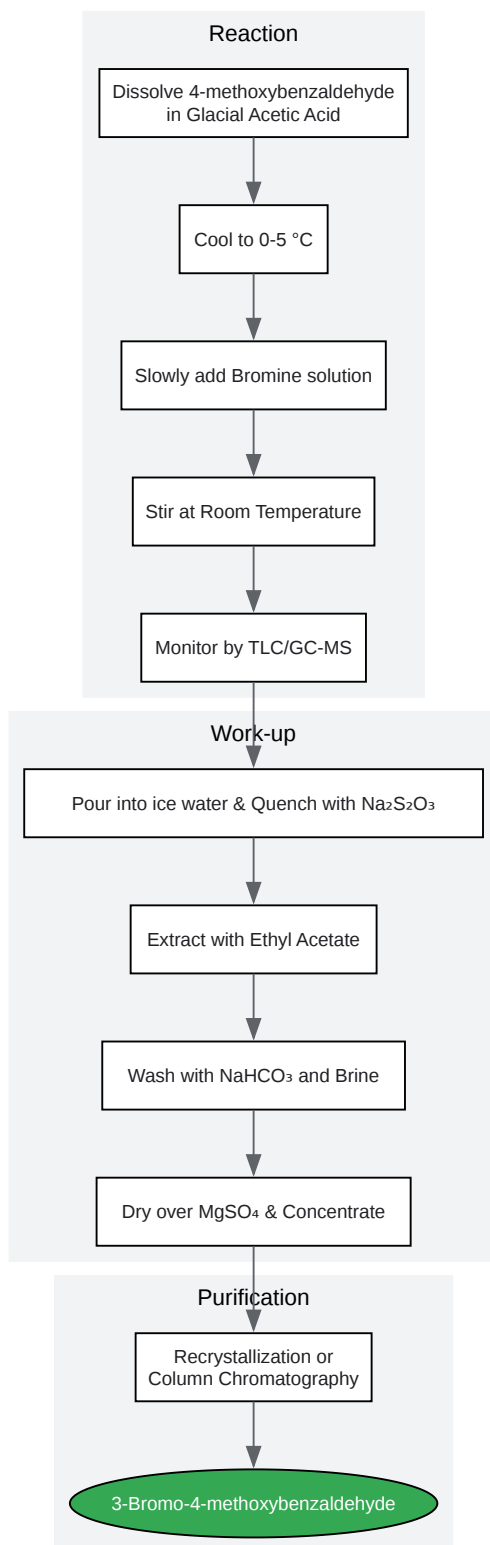 Reaction
Dissolve 4-methoxybenzaldehyde
in Glacial Acetic Acid
Cool to 0-5 °C
Slowly add Bromine solution
Stir at Room Temperature
Monitor by TLC/GC-MS
Work-up
Pour into ice water & Quench with Na₂S₂O₃
Extract with Ethyl Acetate
Wash with NaHCO₃ and Brine
Dry over MgSO₄ & Concentrate
Purification
Recrystallization or
Column Chromatography
3-Bromo-4-methoxybenzaldehyde